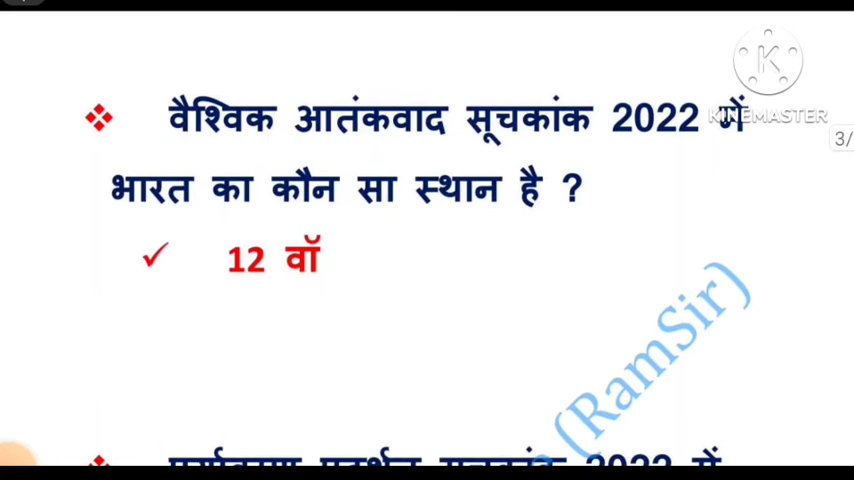 KINEMASTER
❖ वैश्विक आतंकवाद सूचकांक 2022 में
3/
भारत का कौन सा स्थान है ?
✓ 12 वॉ
(RamSir)